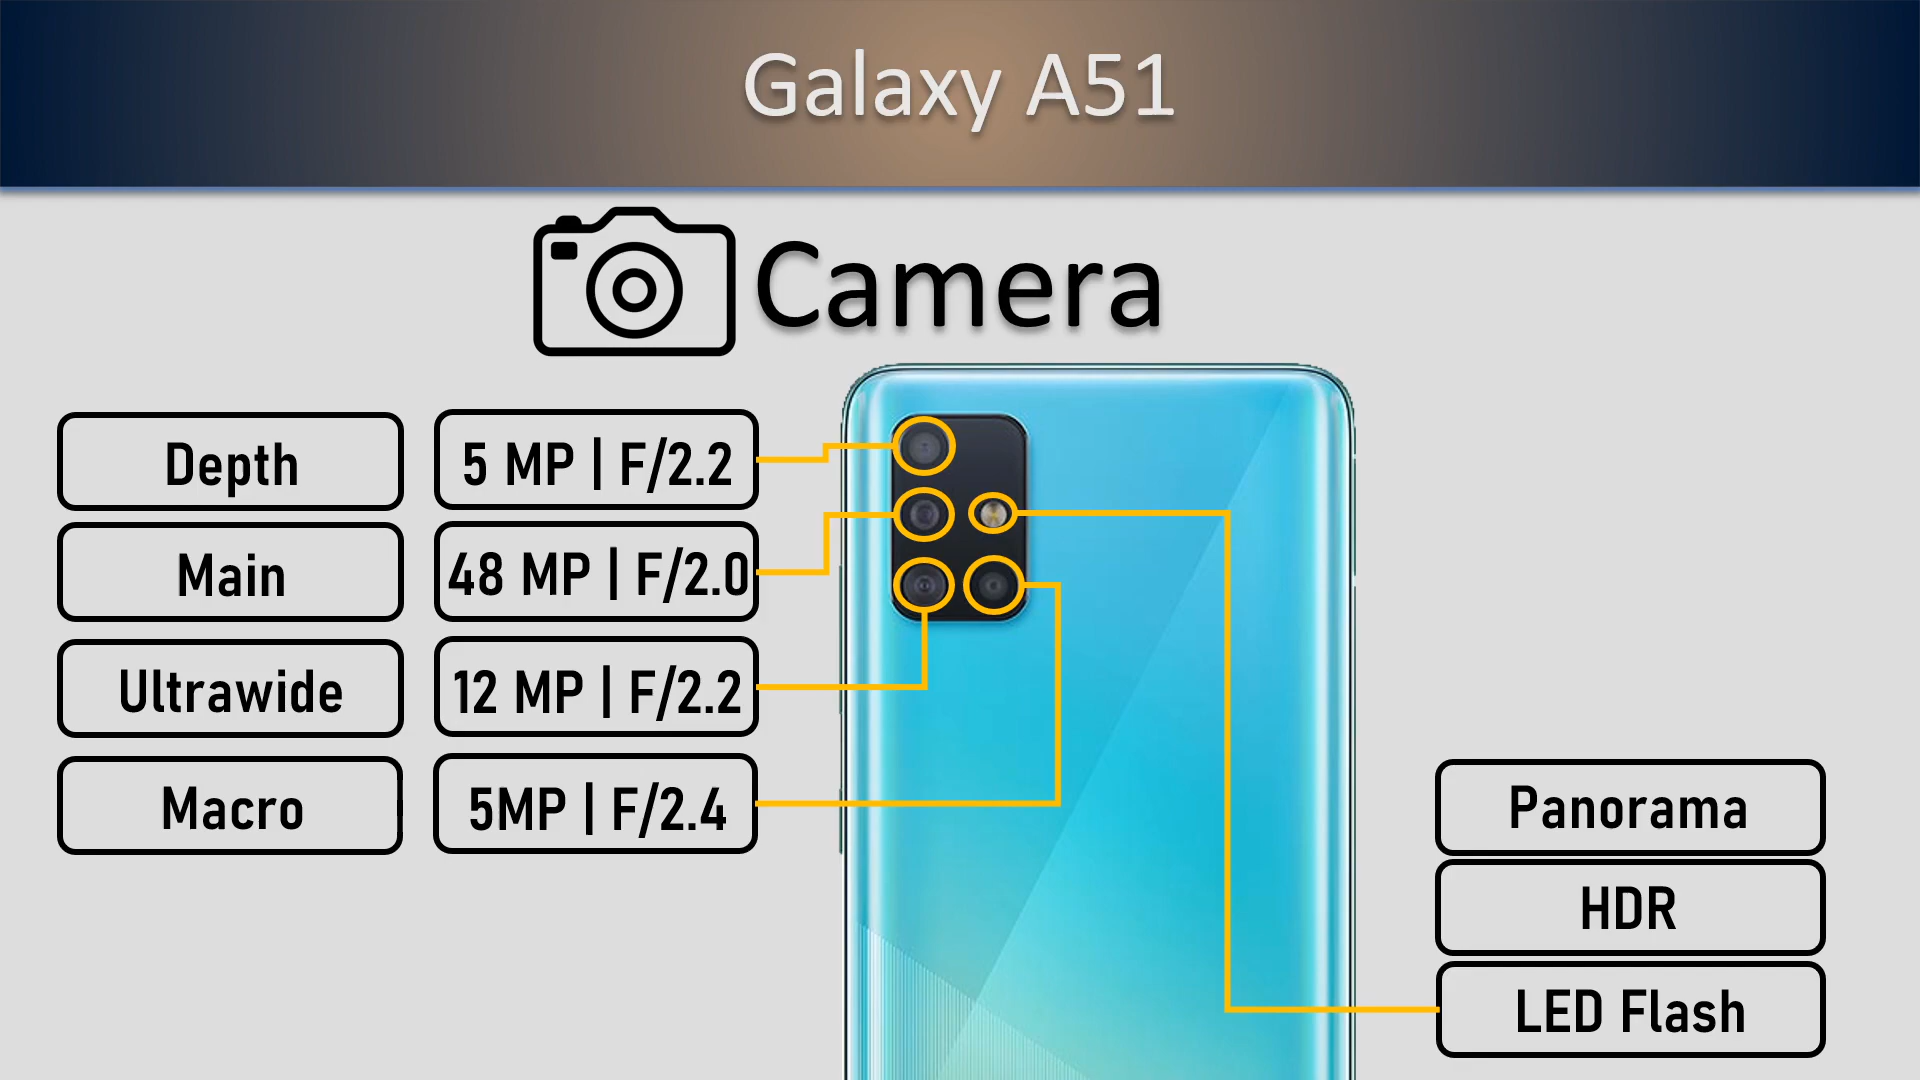 Galaxy A51
Camera
Depth
5 MP | F/2.2
Main
48 MP | F/2.0
Ultrawide
12 MP | F/2.2
Macro
5MP | F/2.4
Panorama
HDR
LED Flash